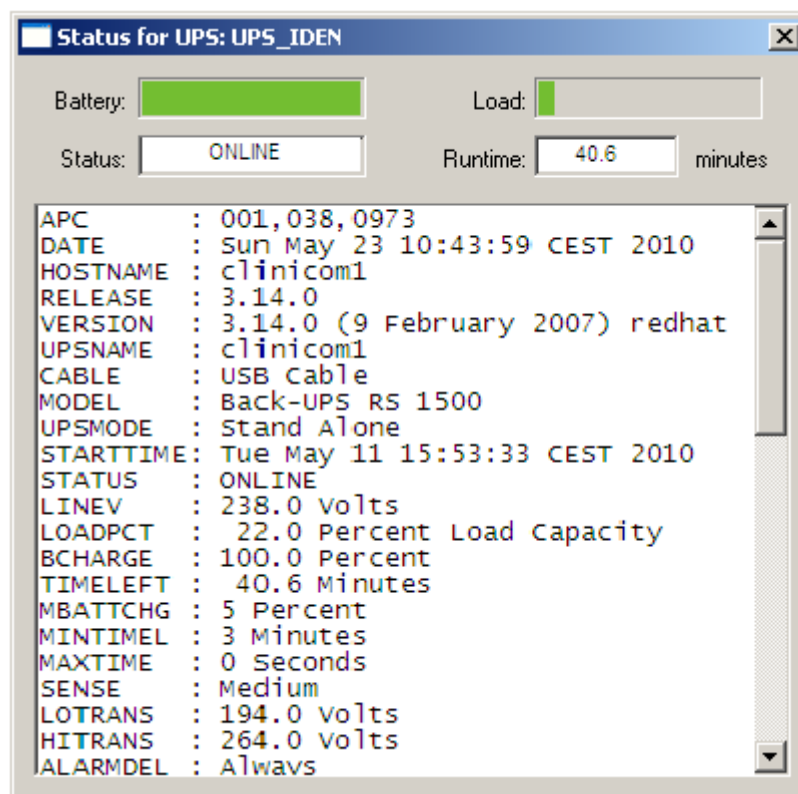 Status for UPS: UPS_IDEN
Battery: Load:
Status: ONLINE Runtime: 40.6 minutes
APC : 001,038,0973
DATE : Sun May 23 10:43:59 CEST 2010
HOSTNAME : clinicom1
RELEASE : 3.14.0
VERSION : 3.14.0 (9 February 2007) redhat
UPSNAME : clinicom1
CABLE : USB Cable
MODEL : Back-UPS RS 1500
UPSMODE : Stand Alone
STARTTIME: Tue May 11 15:53:33 CEST 2010
STATUS : ONLINE
LINEV : 238.0 Volts
LOADPCT : 22.0 Percent Load Capacity
BCHARGE : 100.0 Percent
TIMELEFT : 40.6 Minutes
MBATTCHG : 5 Percent
MINTIMEL : 3 Minutes
MAXTIME : 0 Seconds
SENSE : Medium
LOTRANS : 194.0 Volts
HITRANS : 264.0 Volts
ALARMDEL : Always